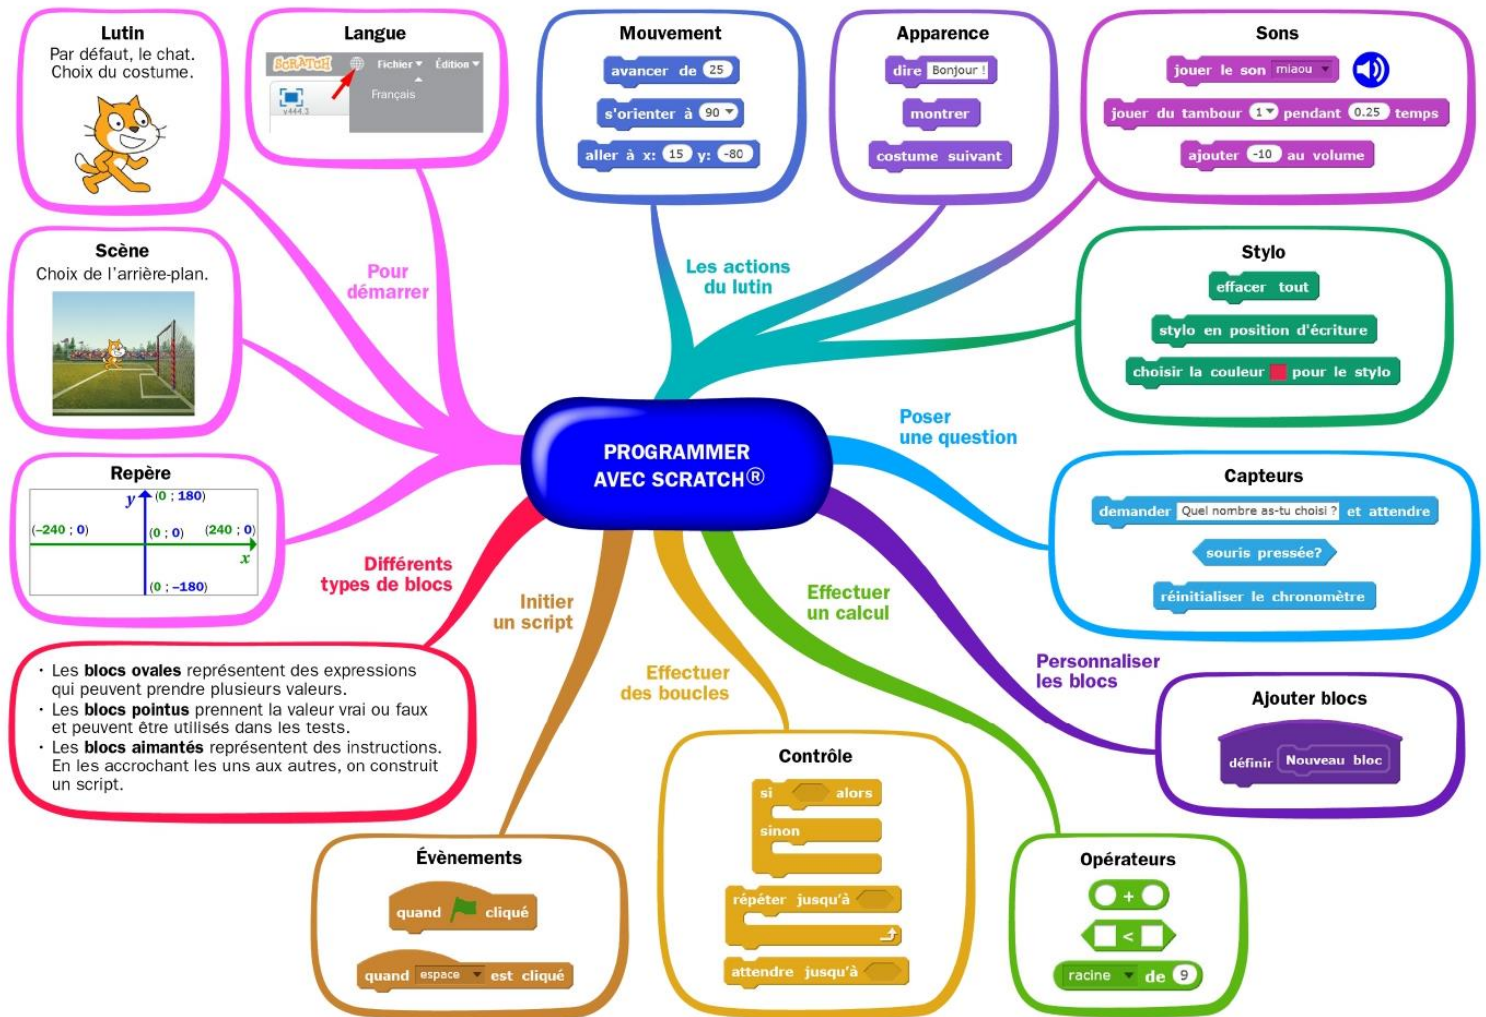 Lutin
Par défaut, le chat.
Choix du costume.
Langue
SCRATCH Fichier Édition
Français
v444.3
Mouvement
avancer de 25
s'orienter à 90
aller à x: 15 y: -80
Apparence
dire Bonjour !
montrer
costume suivant
Sons
jouer le son miaou
jouer du tambour 1 pendant 0.25 temps
ajouter -10 au volume
Scène
Choix de l'arrière-plan.
Pour
démarrer
Les actions
du lutin
Stylo
effacer tout
stylo en position d'écriture
choisir la couleur pour le stylo
PROGRAMMER
AVEC SCRATCH®
Poser
une question
Repère
y (0 ; 180)
(–240 ; 0) (0 ; 0) (240 ; 0)
x
(0 ; –180)
Capteurs
demander Quel nombre as-tu choisi ? et attendre
souris pressée?
réinitialiser le chronomètre
Différents
types de blocs
Initier
un script
Effectuer
un calcul
Effectuer
des boucles
Personnaliser
les blocs
· Les blocs ovales représentent des expressions
qui peuvent prendre plusieurs valeurs.
· Les blocs pointus prennent la valeur vrai ou faux
et peuvent être utilisés dans les tests.
· Les blocs aimantés représentent des instructions.
En les accrochant les uns aux autres, on construit
un script.
Ajouter blocs
définir Nouveau bloc
Évènements
quand cliqué
quand espace est cliqué
Contrôle
si alors
sinon
répéter jusqu'à
attendre jusqu'à
Opérateurs
+
<
racine de 9